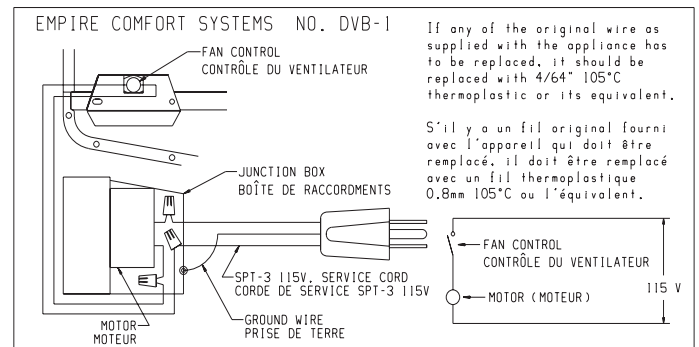 EMPIRE COMFORT SYSTEMS NO. DVB-1
FAN CONTROL
CONTRÔLE DU VENTILATEUR
If any of the original wire as
supplied with the appliance has
to be replaced, it should be
replaced with 4/64" 105°C
thermoplastic or its equivalent.
S'il y a un fil original fourni
avec l'appareil qui doit être
remplacé, il doit être remplacé
avec un fil thermoplastique
0.8mm 105°C ou l'équivalent.
JUNCTION BOX
BOÎTE DE RACCORDMENTS
SPT-3 115V. SERVICE CORD
CORDE DE SERVICE SPT-3 115V
GROUND WIRE
PRISE DE TERRE
MOTOR
MOTEUR
FAN CONTROL
CONTRÔLE DU VENTILATEUR
MOTOR (MOTEUR)
115 V